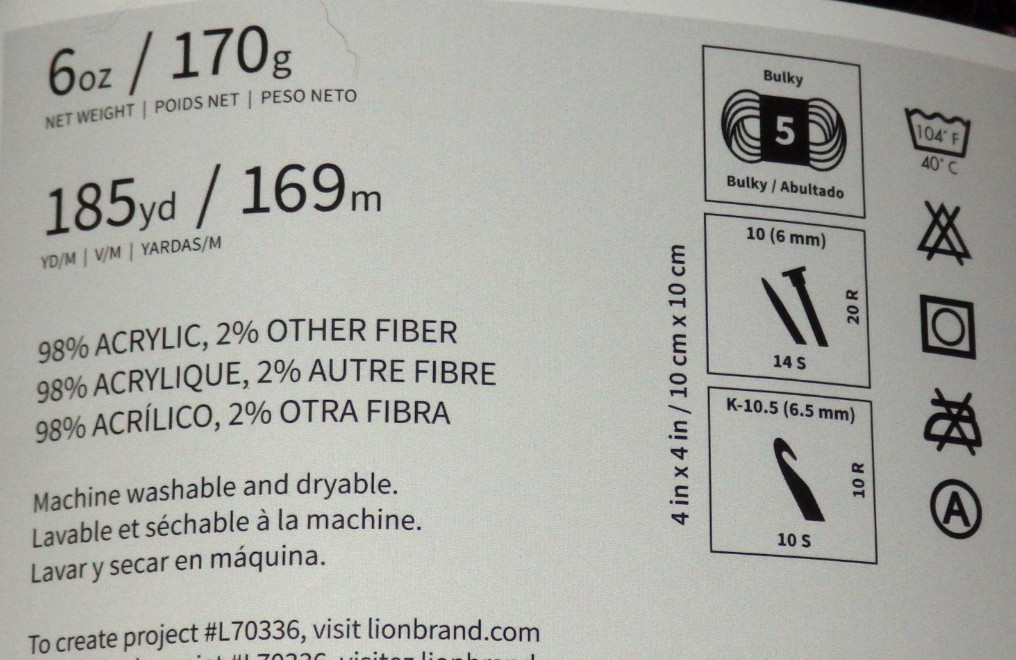 6oz / 170g
NET WEIGHT | POIDS NET | PESO NETO
185yd / 169m
YD/M | V/M | YARDAS/M
98% ACRYLIC, 2% OTHER FIBER
98% ACRYLIQUE, 2% AUTRE FIBRE
98% ACRÍLICO, 2% OTRA FIBRA
Machine washable and dryable.
Lavable et séchable à la machine.
Lavar y secar en máquina.
To create project #L70336, visit lionbrand.com
#L70336, visitez lionbrand
4 in x 4 in / 10 cm x 10 cm
Bulky
5
Bulky / Abultado
10 (6 mm)
20 R
14 S
K-10.5 (6.5 mm)
10 R
10 S
104° F
40° C
A